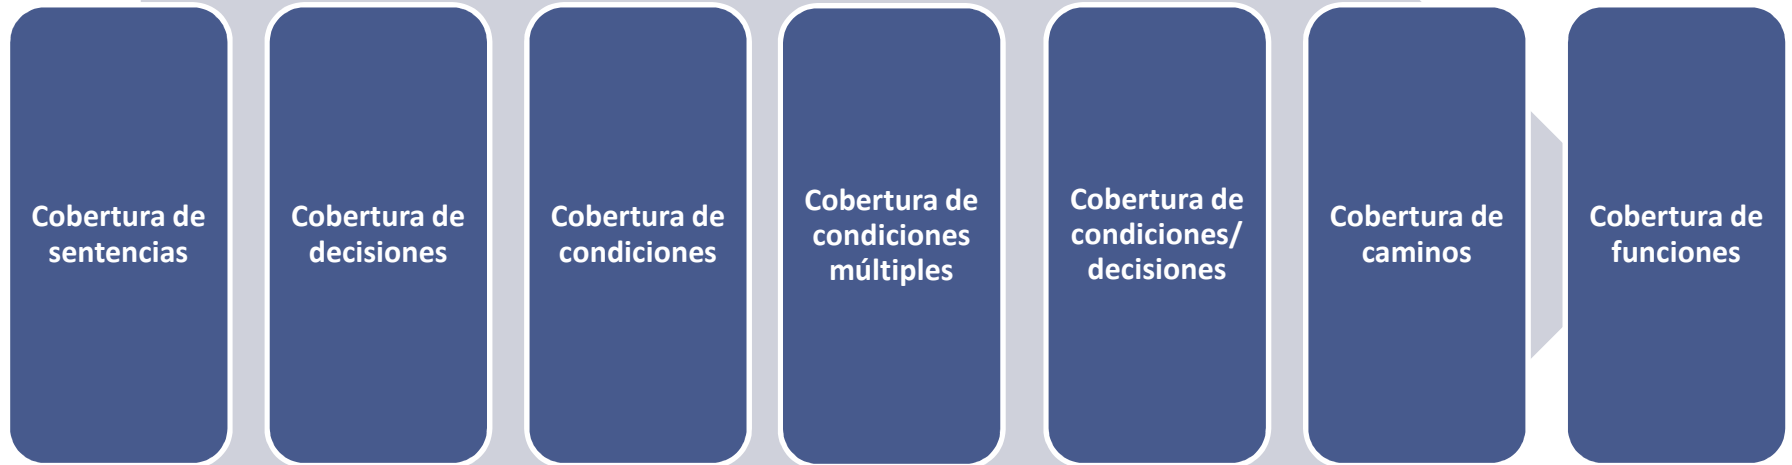 Cobertura de
sentencias
Cobertura de
decisiones
Cobertura de
condiciones
Cobertura de
condiciones
múltiples
Cobertura de
condiciones/
decisiones
Cobertura de
caminos
Cobertura de
funciones